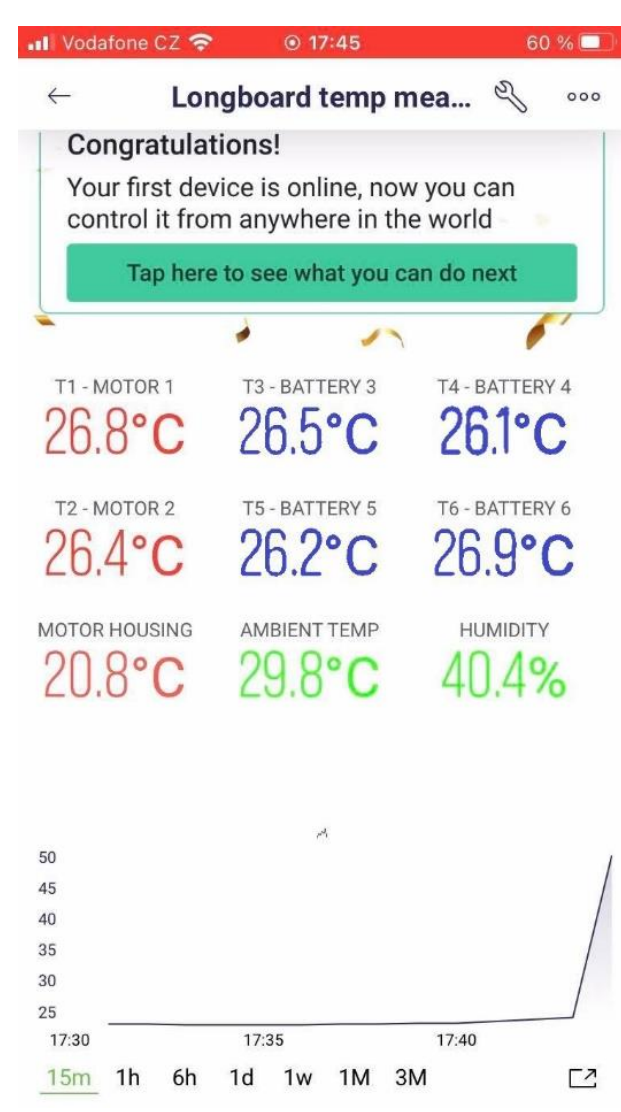 Vodafone CZ 17:45 60 %
Longboard temp mea...
Congratulations!
Your first device is online, now you can
control it from anywhere in the world
Tap here to see what you can do next
T1 - MOTOR 1 T3 - BATTERY 3 T4 - BATTERY 4
26.8°C 26.5°C 26.1°C
T2 - MOTOR 2 T5 - BATTERY 5 T6 - BATTERY 6
26.4°C 26.2°C 26.9°C
MOTOR HOUSING AMBIENT TEMP HUMIDITY
20.8°C 29.8°C 40.4%
50
45
40
35
30
25
17:30 17:35 17:40
15m 1h 6h 1d 1w 1M 3M